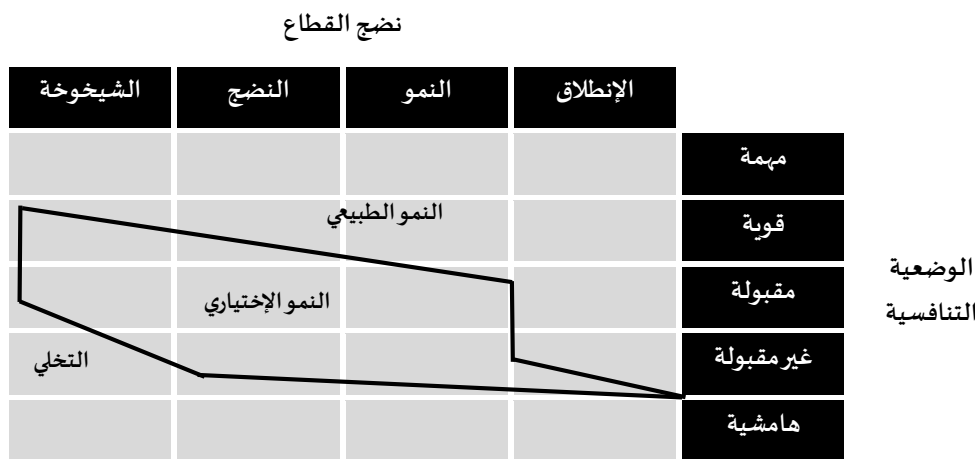 نضج القطاع
الإنطلاق
النمو
النضج
الشيخوخة
مهمة
قوية
النمو الطبيعي
الوضعية
التنافسية
مقبولة
النمو الإختياري
غير مقبولة
التخلي
هامشية